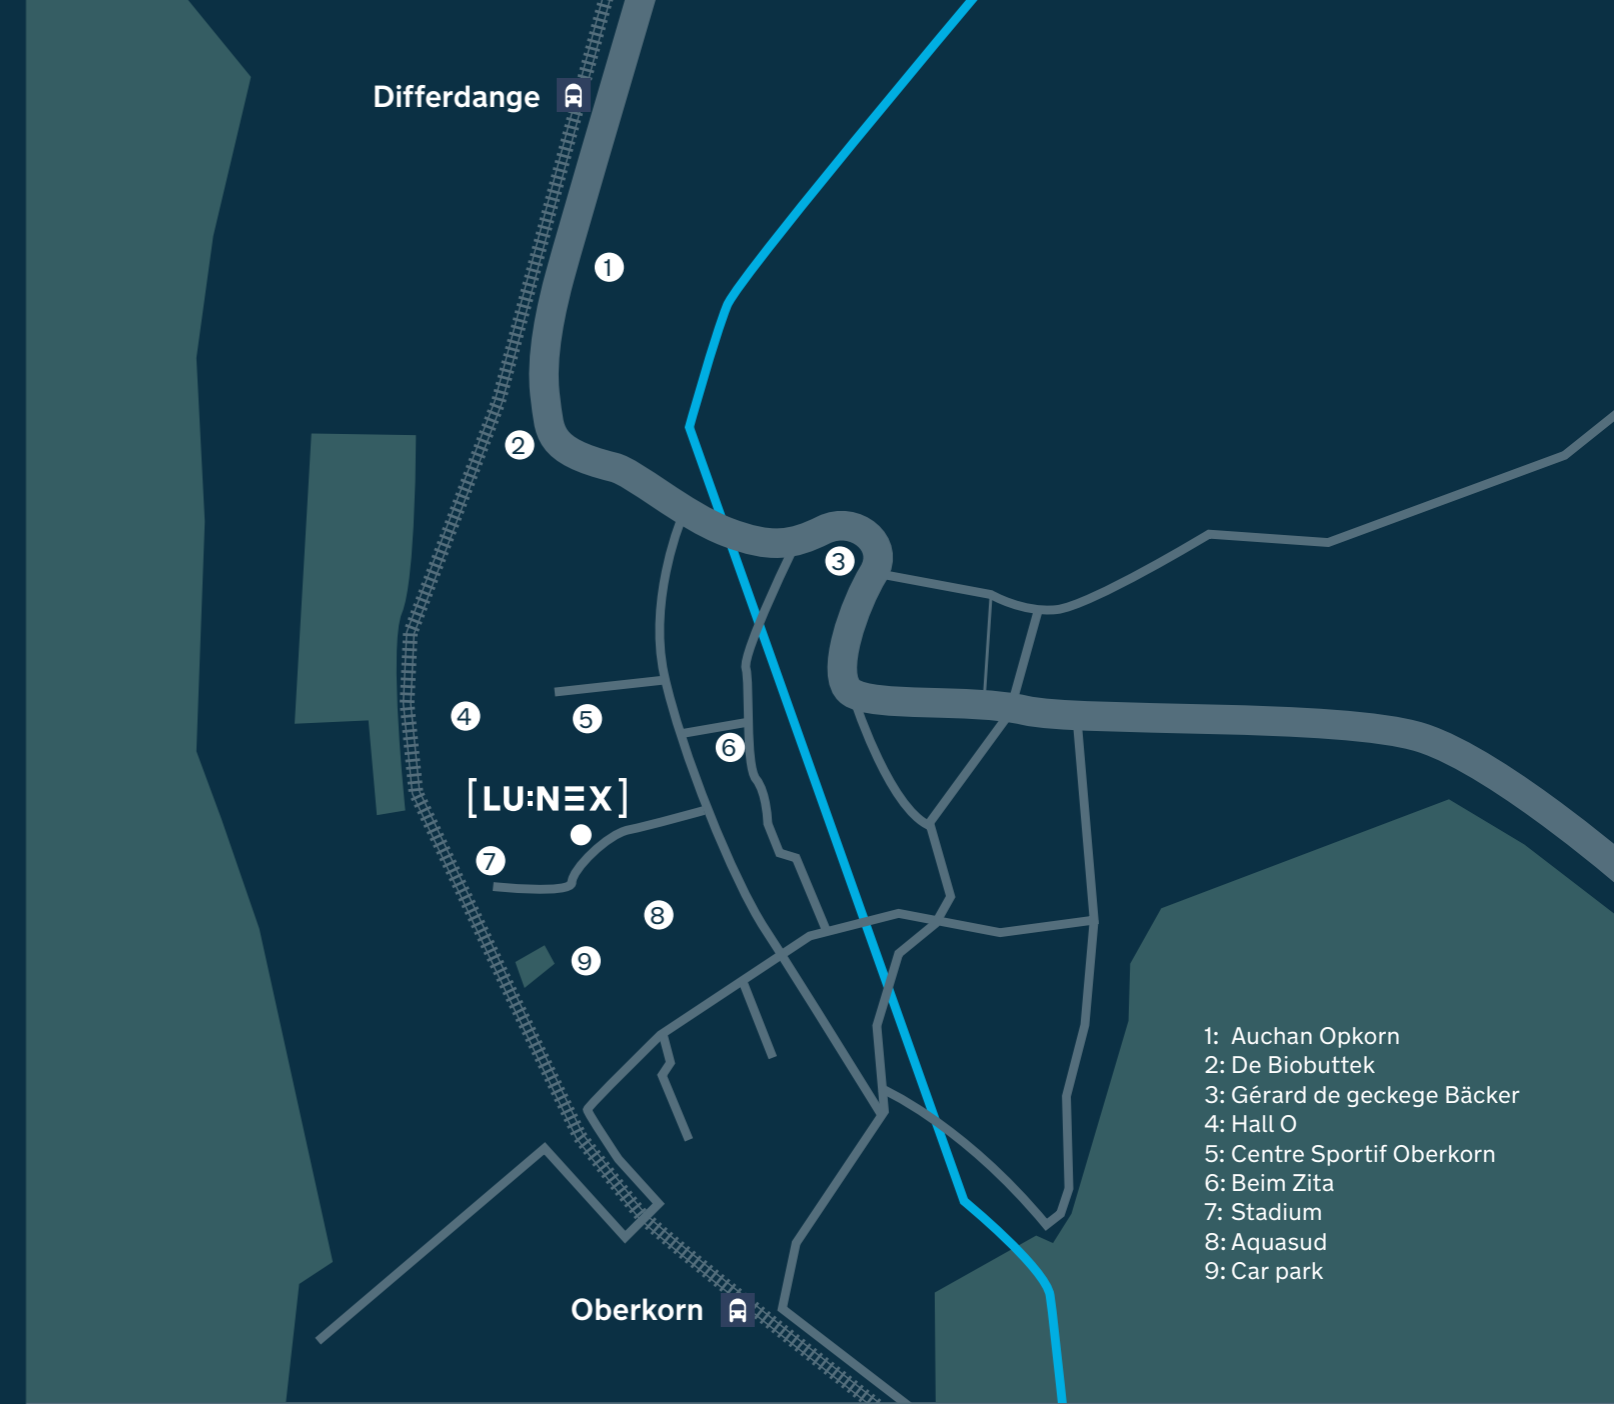 Differdange
1
2
3
4
5
6
[LU:NEX]
7
8
9
1: Auchan Opkorn
2: De Biobuttek
3: Gérard de geckege Bäcker
4: Hall O
5: Centre Sportif Oberkorn
6: Beim Zita
7: Stadium
8: Aquasud
9: Car park
Oberkorn